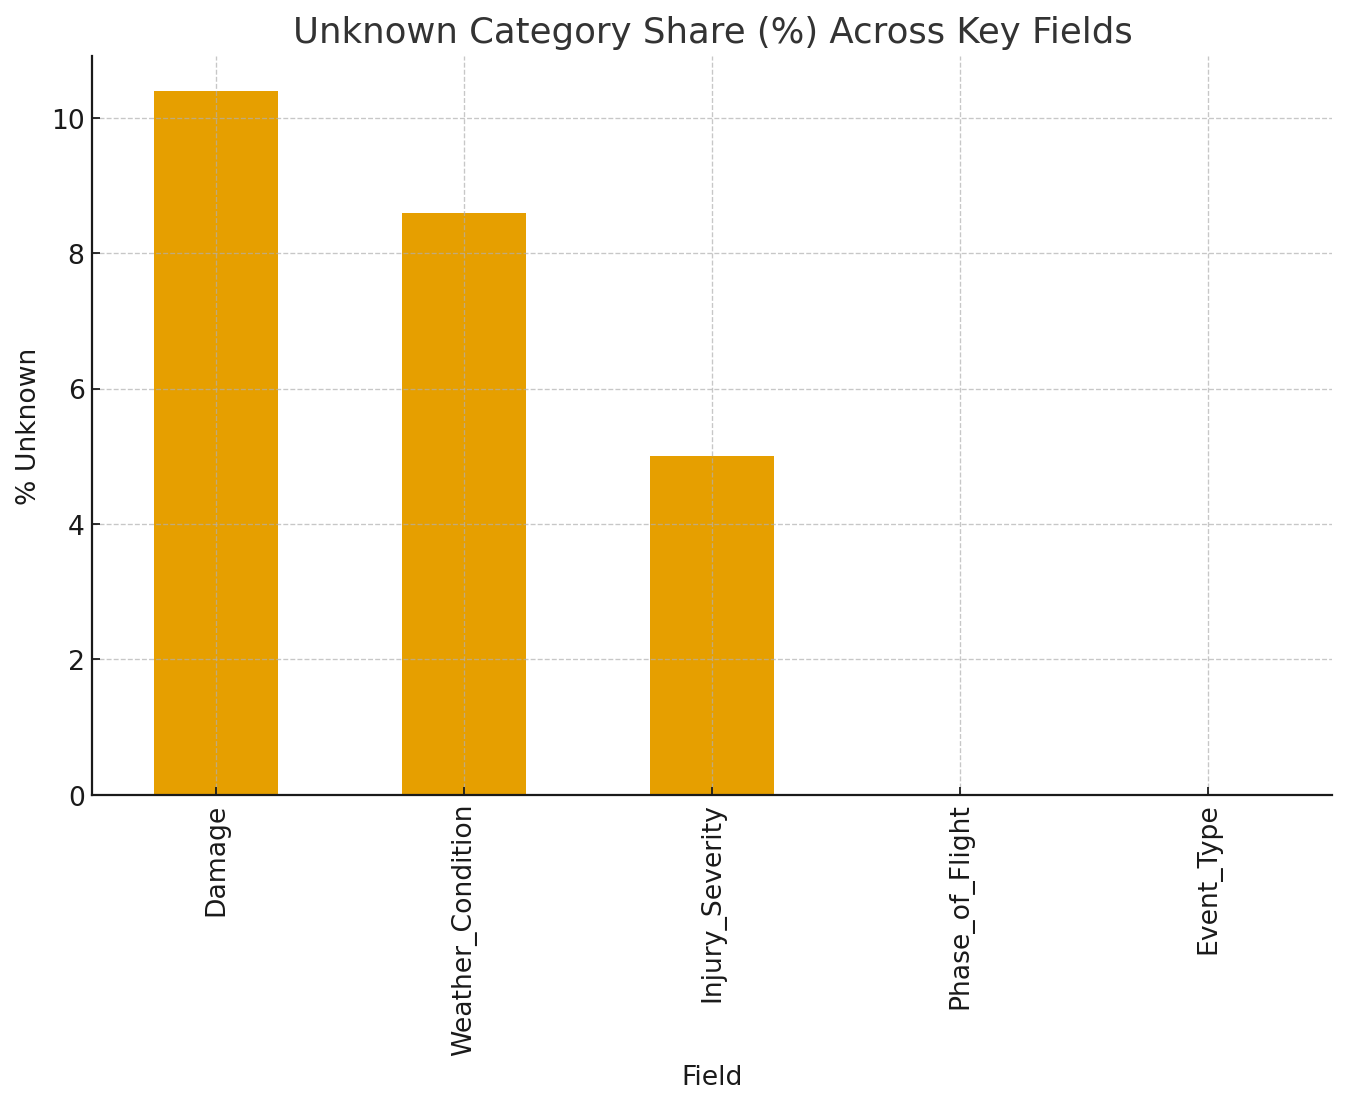 Unknown Category Share (%) Across Key Fields
% Unknown
10
8
6
4
2
0
Damage
Weather_Condition
Injury_Severity
Phase_of_Flight
Event_Type
Field